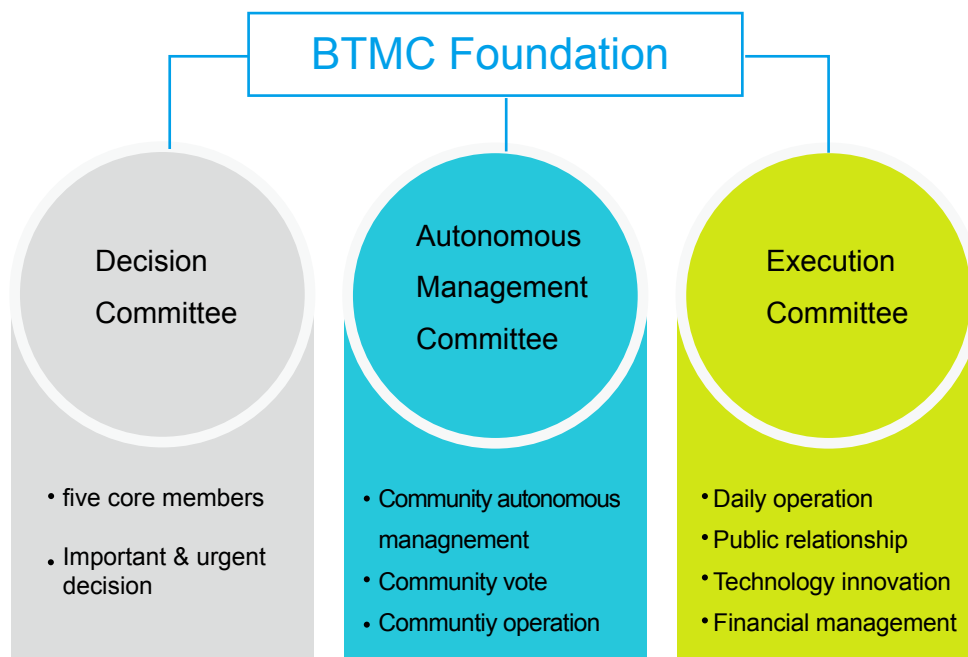 BTMC Foundation
Decision
Committee
• five core members
• Important & urgent
decision
Autonomous
Management
Committee
• Community autonomous
managnement
• Community vote
• Communtiy operation
Execution
Committee
• Daily operation
• Public relationship
• Technology innovation
• Financial management